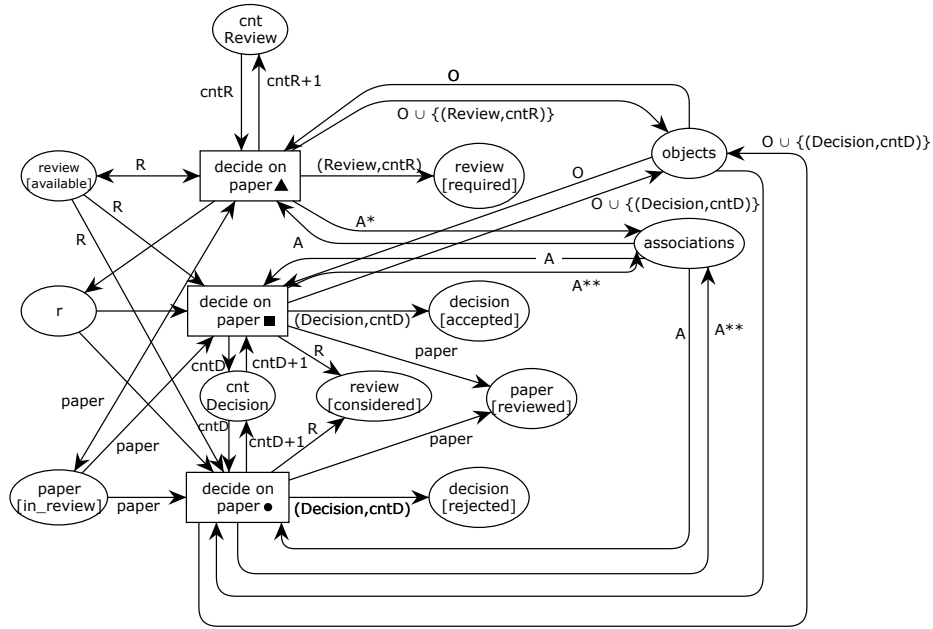 cnt
Review
O
cntR
cntR+1
O ∪ {(Review,cntR)}
O ∪ {(Decision,cntD)}
review
[available]
R
decide on
paper ▲
(Review,cntR)
review
[required]
objects
O
R
O ∪ {(Decision,cntD)}
A*
R
A
associations
A
A**
r
decide on
paper ■
(Decision,cntD)
decision
[accepted]
A
A**
R
paper
cntD
cntD+1
cnt
Decision
review
[considered]
paper
[reviewed]
paper
cntD
cntD+1
R
paper
paper
paper
[in_review]
paper
decide on
paper ●
(Decision,cntD)
decision
[rejected]